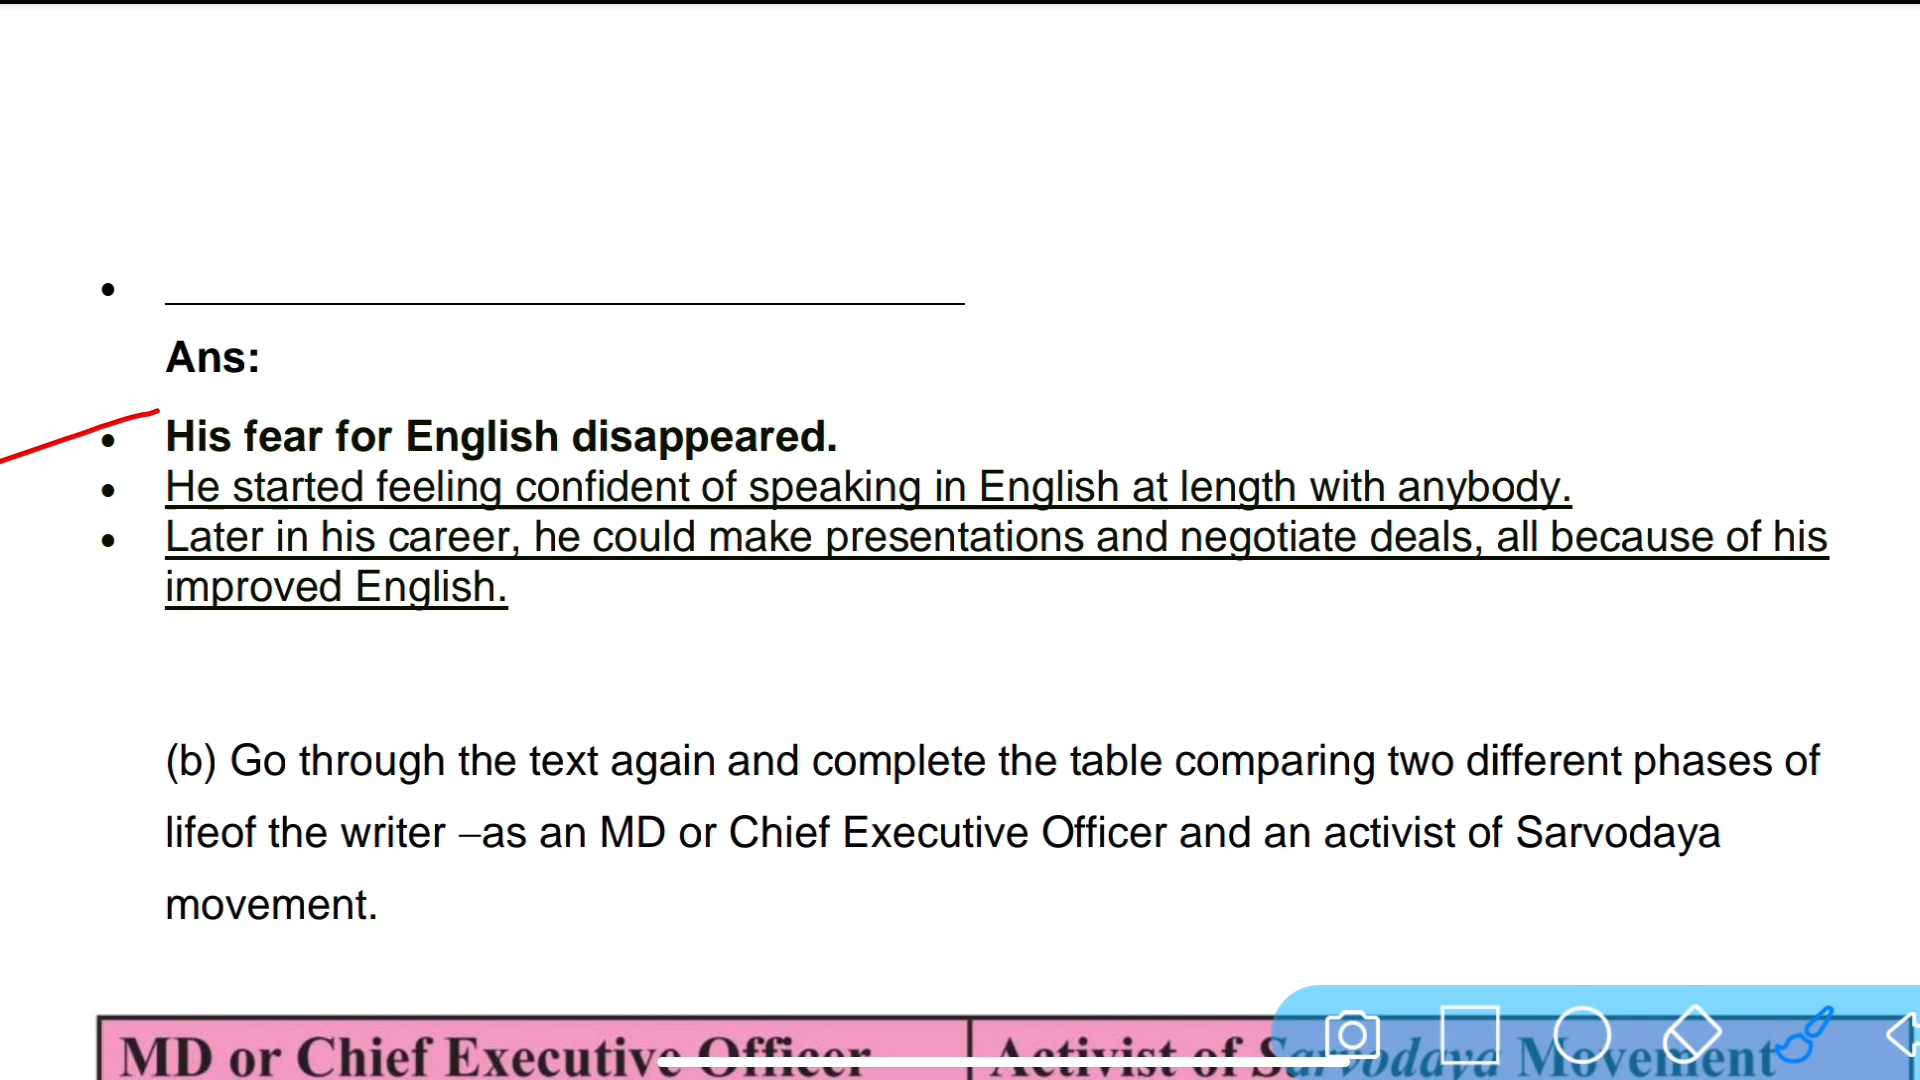 Ans:
• His fear for English disappeared.
• He started feeling confident of speaking in English at length with anybody.
• Later in his career, he could make presentations and negotiate deals, all because of his
improved English.
(b) Go through the text again and complete the table comparing two different phases of
lifeof the writer –as an MD or Chief Executive Officer and an activist of Sarvodaya
movement.
MD or Chief Executive Officer
Activist of Sarvodaya Movement